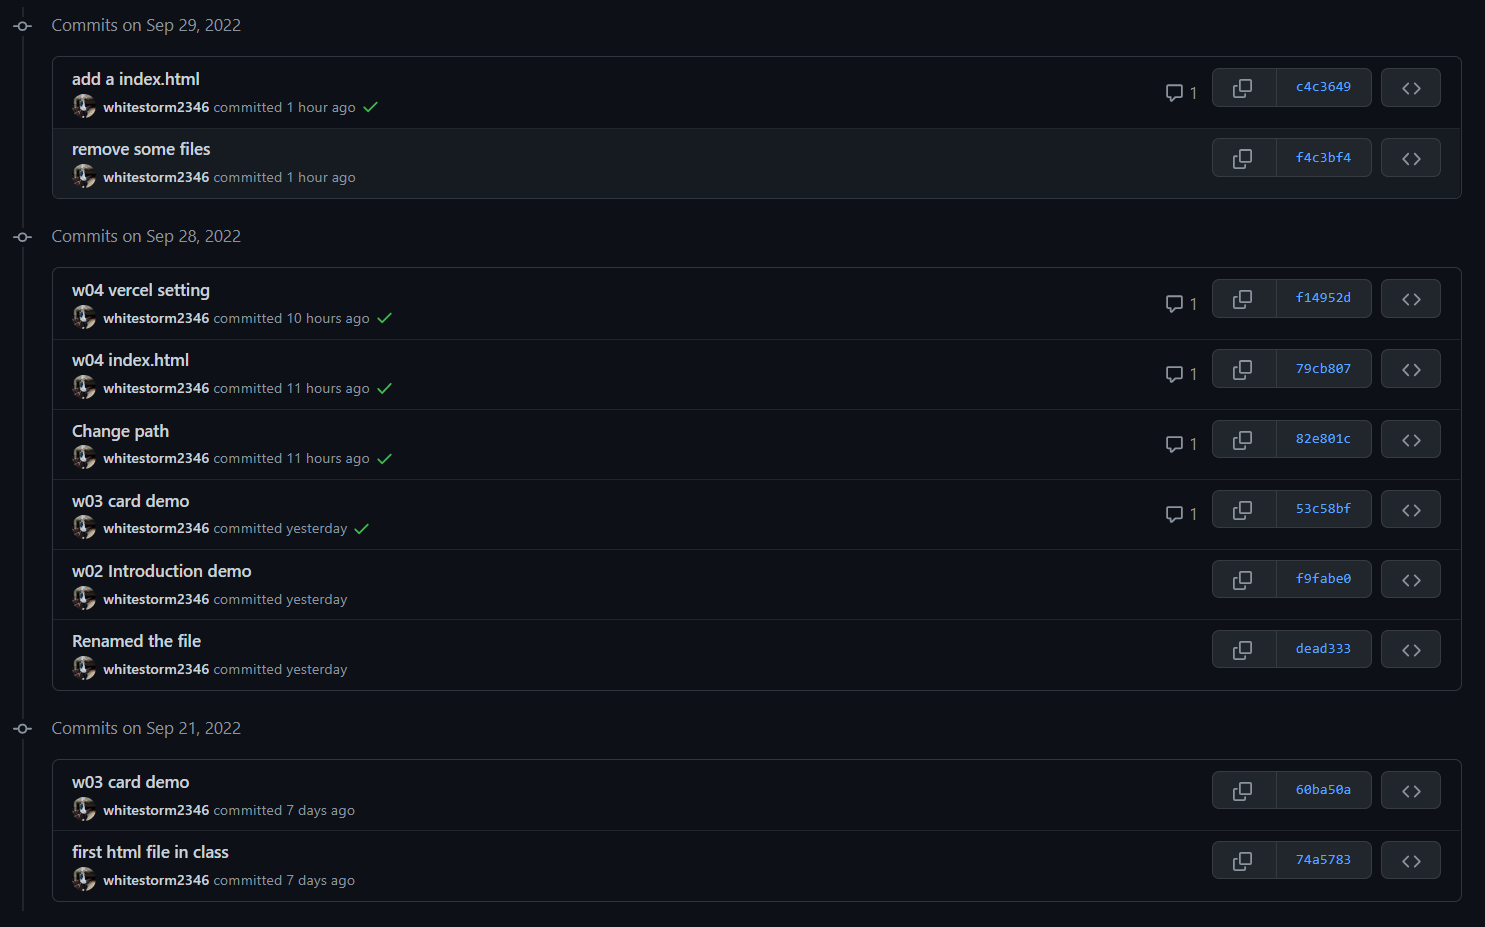 Commits on Sep 29, 2022
add a index.html
whitestorm2346 committed 1 hour ago
1
c4c3649
remove some files
whitestorm2346 committed 1 hour ago
f4c3bf4
Commits on Sep 28, 2022
w04 vercel setting
whitestorm2346 committed 10 hours ago
1
f14952d
w04 index.html
whitestorm2346 committed 11 hours ago
1
79cb807
Change path
whitestorm2346 committed 11 hours ago
1
82e801c
w03 card demo
whitestorm2346 committed yesterday
1
53c58bf
w02 Introduction demo
whitestorm2346 committed yesterday
f9fabe0
Renamed the file
whitestorm2346 committed yesterday
dead333
Commits on Sep 21, 2022
w03 card demo
whitestorm2346 committed 7 days ago
60ba50a
first html file in class
whitestorm2346 committed 7 days ago
74a5783